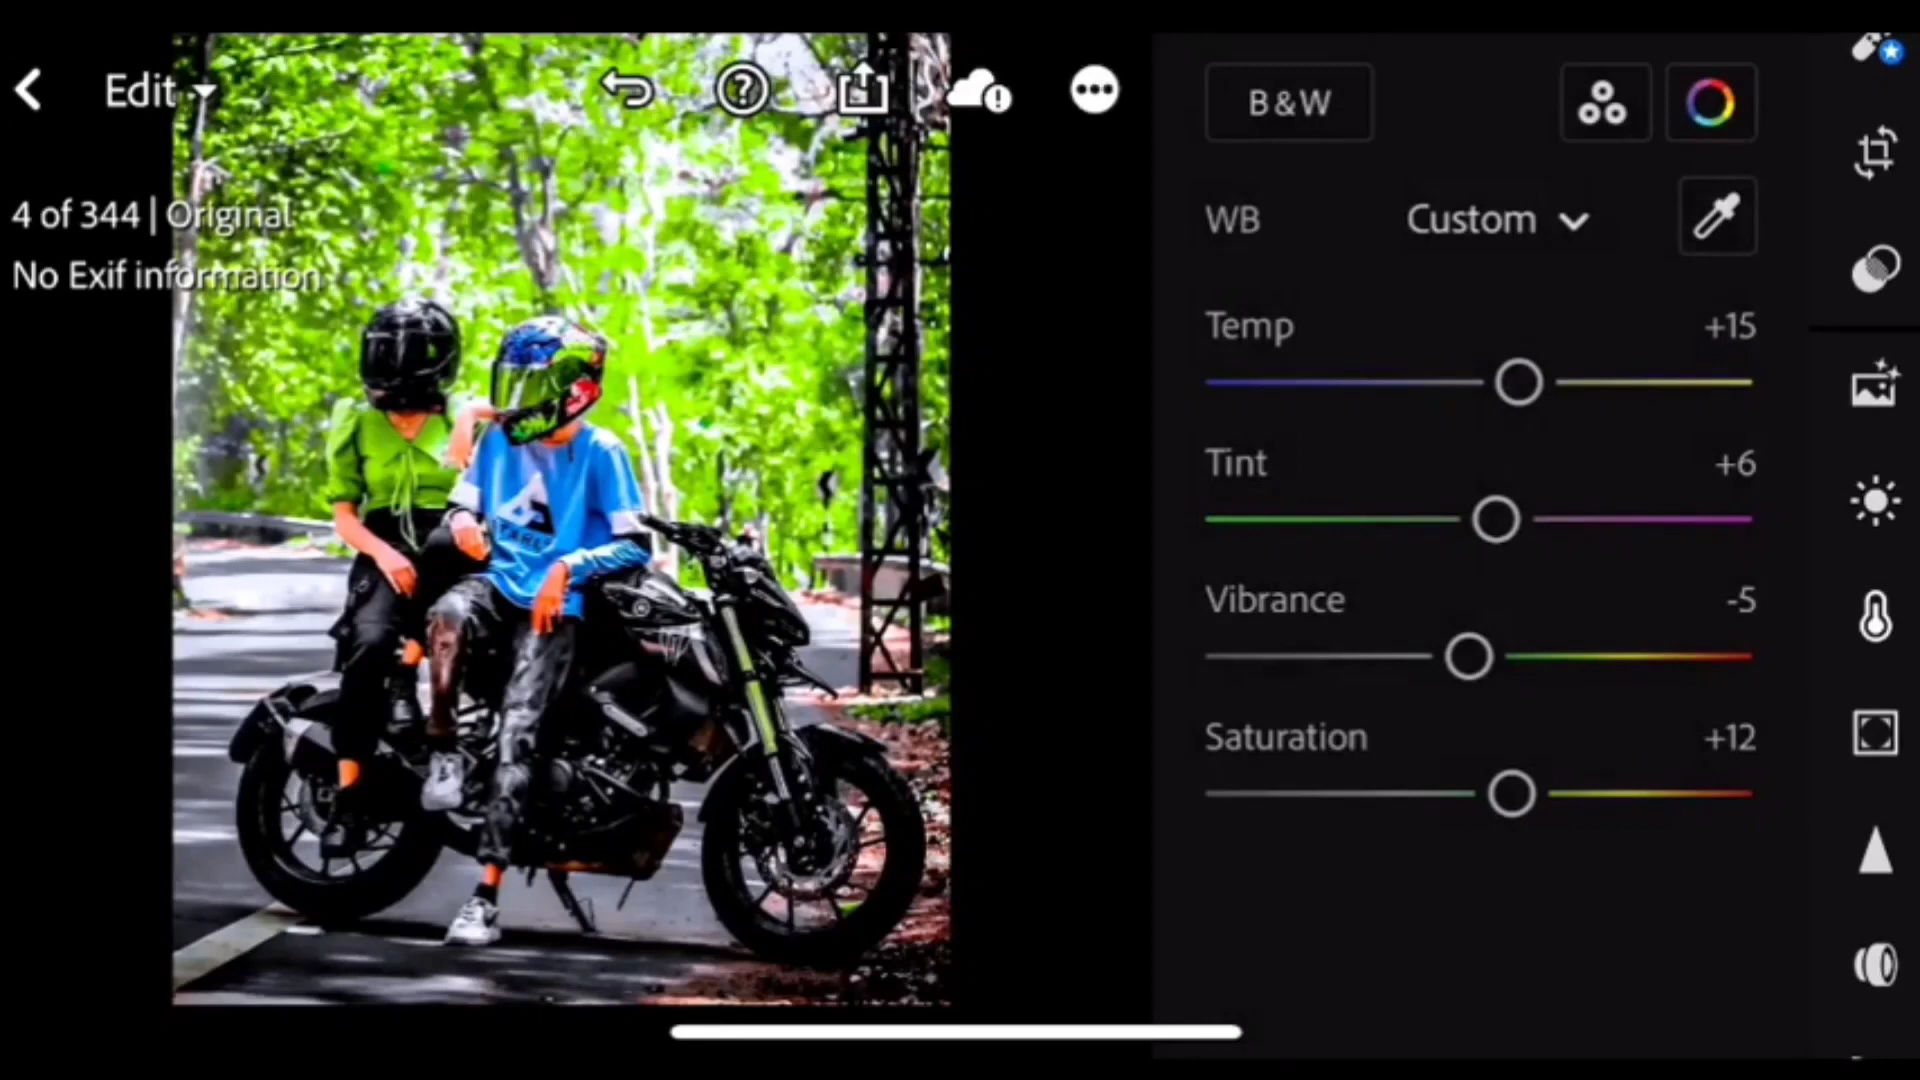 Edit
4 of 344 | Original
No Exif information
B&W
WB
Custom
Temp
+15
Tint
+6
Vibrance
-5
Saturation
+12